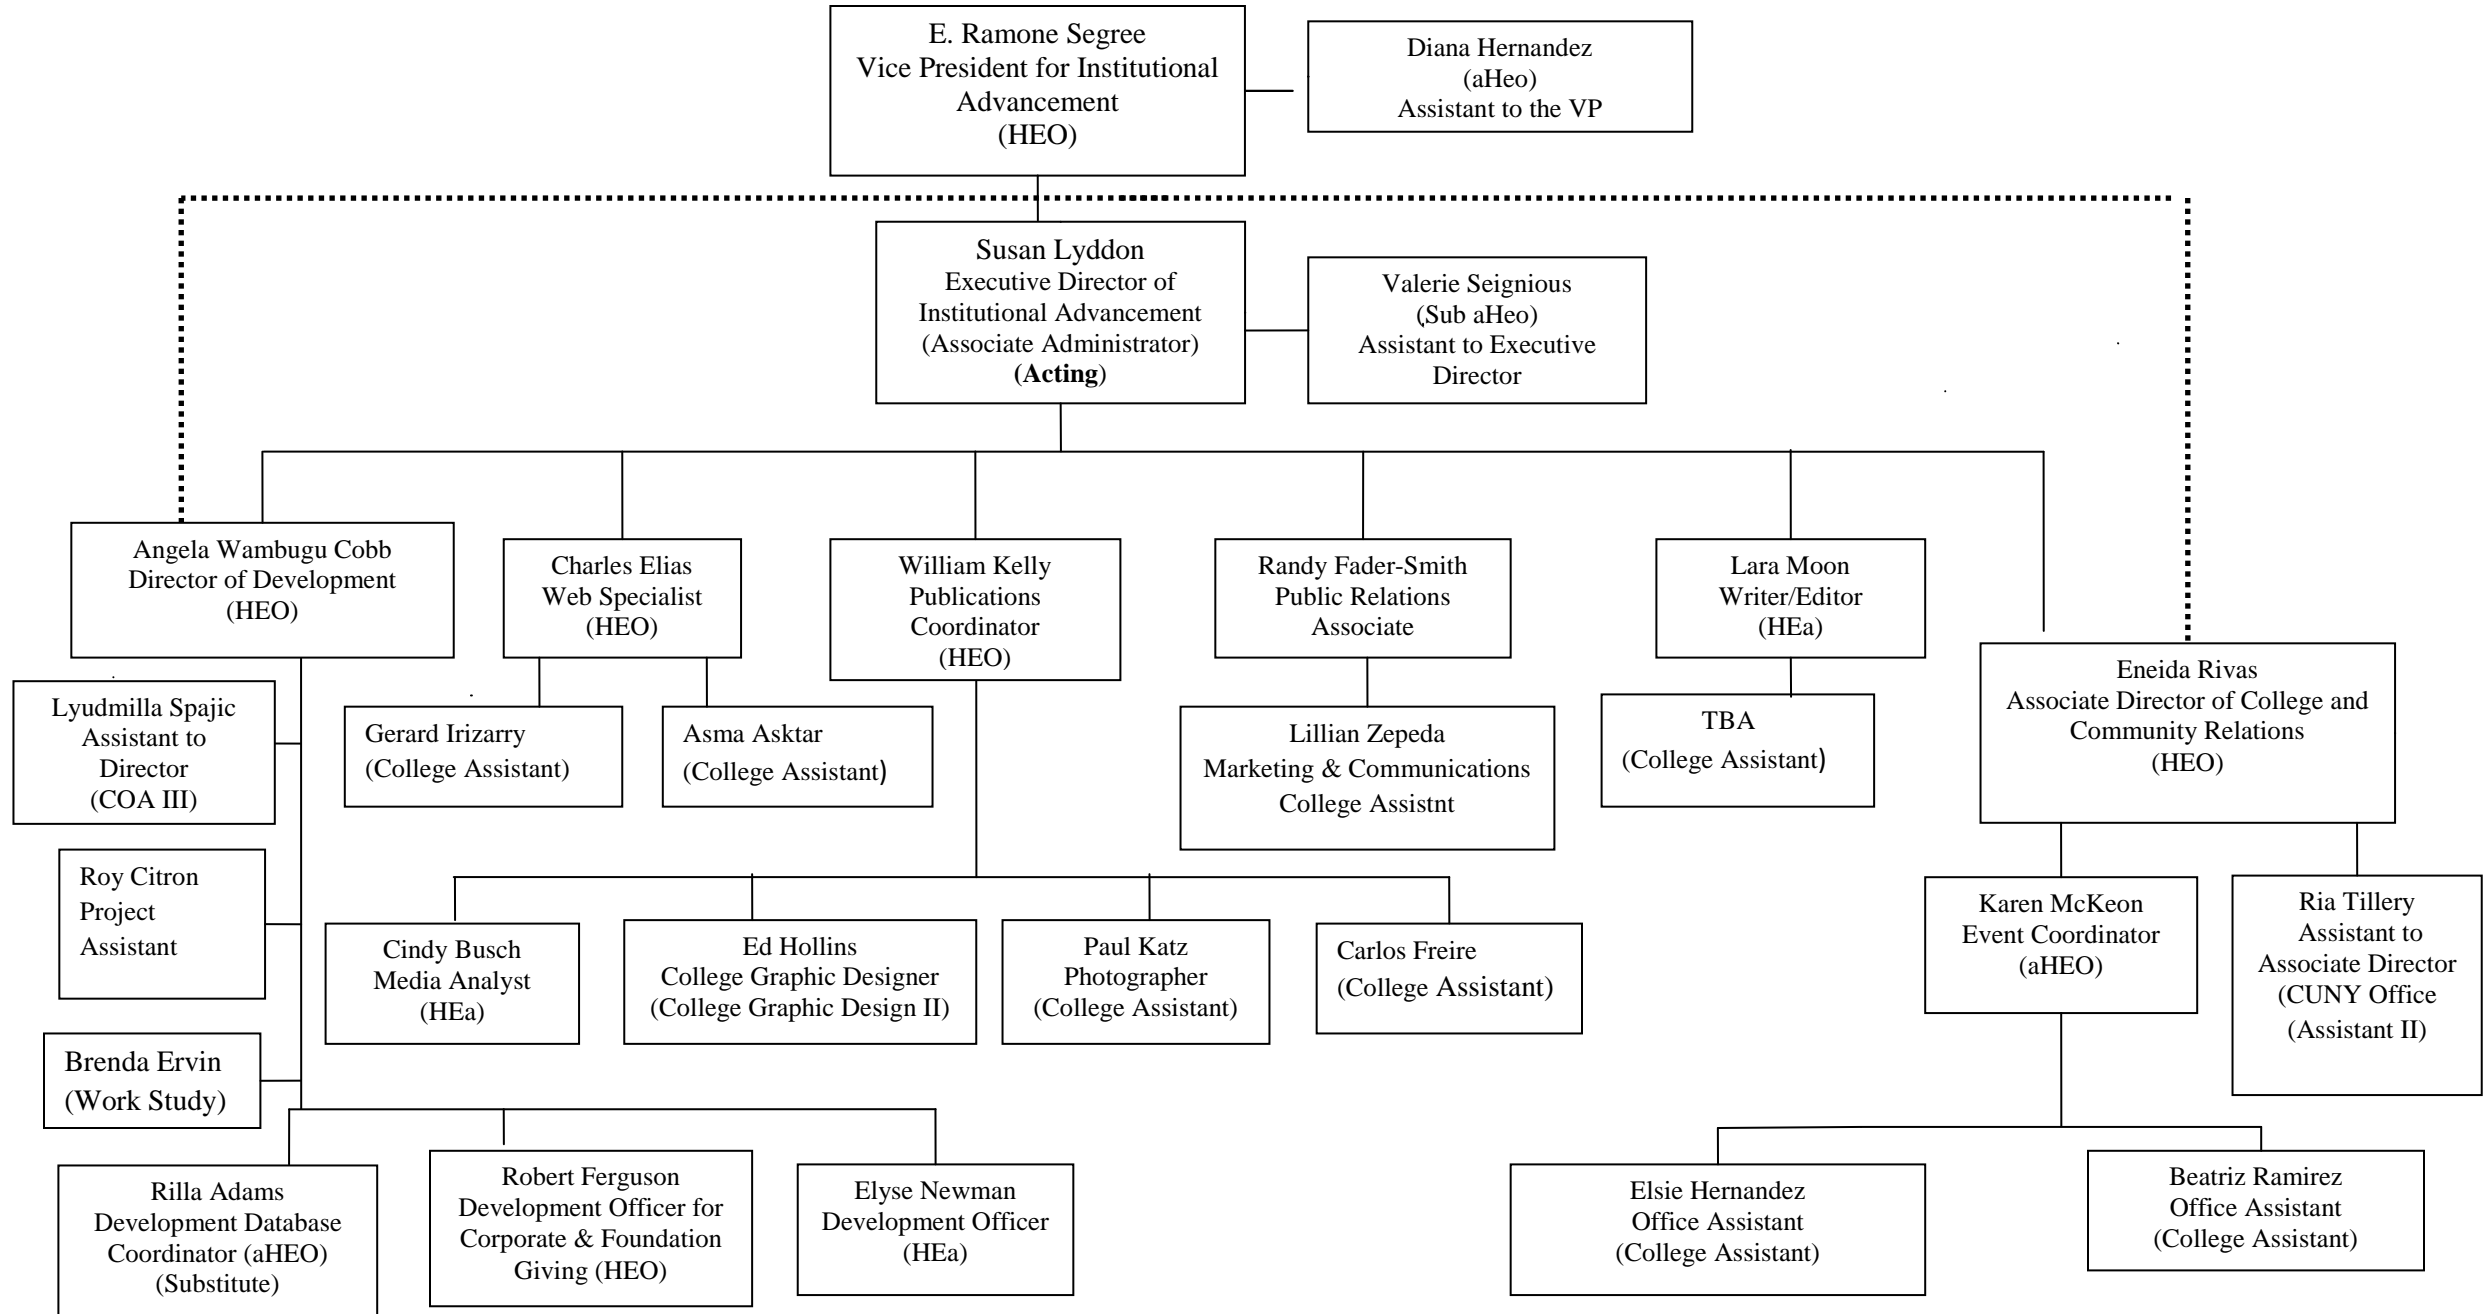 E. Ramone Segree
Vice President for Institutional
Advancement
(HEO)
Diana Hernandez
(aHeo)
Assistant to the VP
Susan Lyddon
Executive Director of
Institutional Advancement
(Associate Administrator)
(Acting)
Valerie Seignious
(Sub aHeo)
Assistant to Executive
Director
Angela Wambugu Cobb
Director of Development
(HEO)
Charles Elias
Web Specialist
(HEO)
William Kelly
Publications
Coordinator
(HEO)
Randy Fader-Smith
Public Relations
Associate
Lara Moon
Writer/Editor
(HEa)
Eneida Rivas
Associate Director of College and
Community Relations
(HEO)
Lyudmilla Spajic
Assistant to
Director
(COA III)
Gerard Irizarry
(College Assistant)
Asma Asktar
(College Assistant)
Lillian Zepeda
Marketing & Communications
College Assistnt
TBA
(College Assistant)
Roy Citron
Project
Assistant
Cindy Busch
Media Analyst
(HEa)
Ed Hollins
College Graphic Designer
(College Graphic Design II)
Paul Katz
Photographer
(College Assistant)
Carlos Freire
(College Assistant)
Karen McKeon
Event Coordinator
(aHEO)
Ria Tillery
Assistant to
Associate Director
(CUNY Office
(Assistant II)
Brenda Ervin
(Work Study)
Rilla Adams
Development Database
Coordinator (aHEO)
(Substitute)
Robert Ferguson
Development Officer for
Corporate & Foundation
Giving (HEO)
Elyse Newman
Development Officer
(HEa)
Elsie Hernandez
Office Assistant
(College Assistant)
Beatriz Ramirez
Office Assistant
(College Assistant)